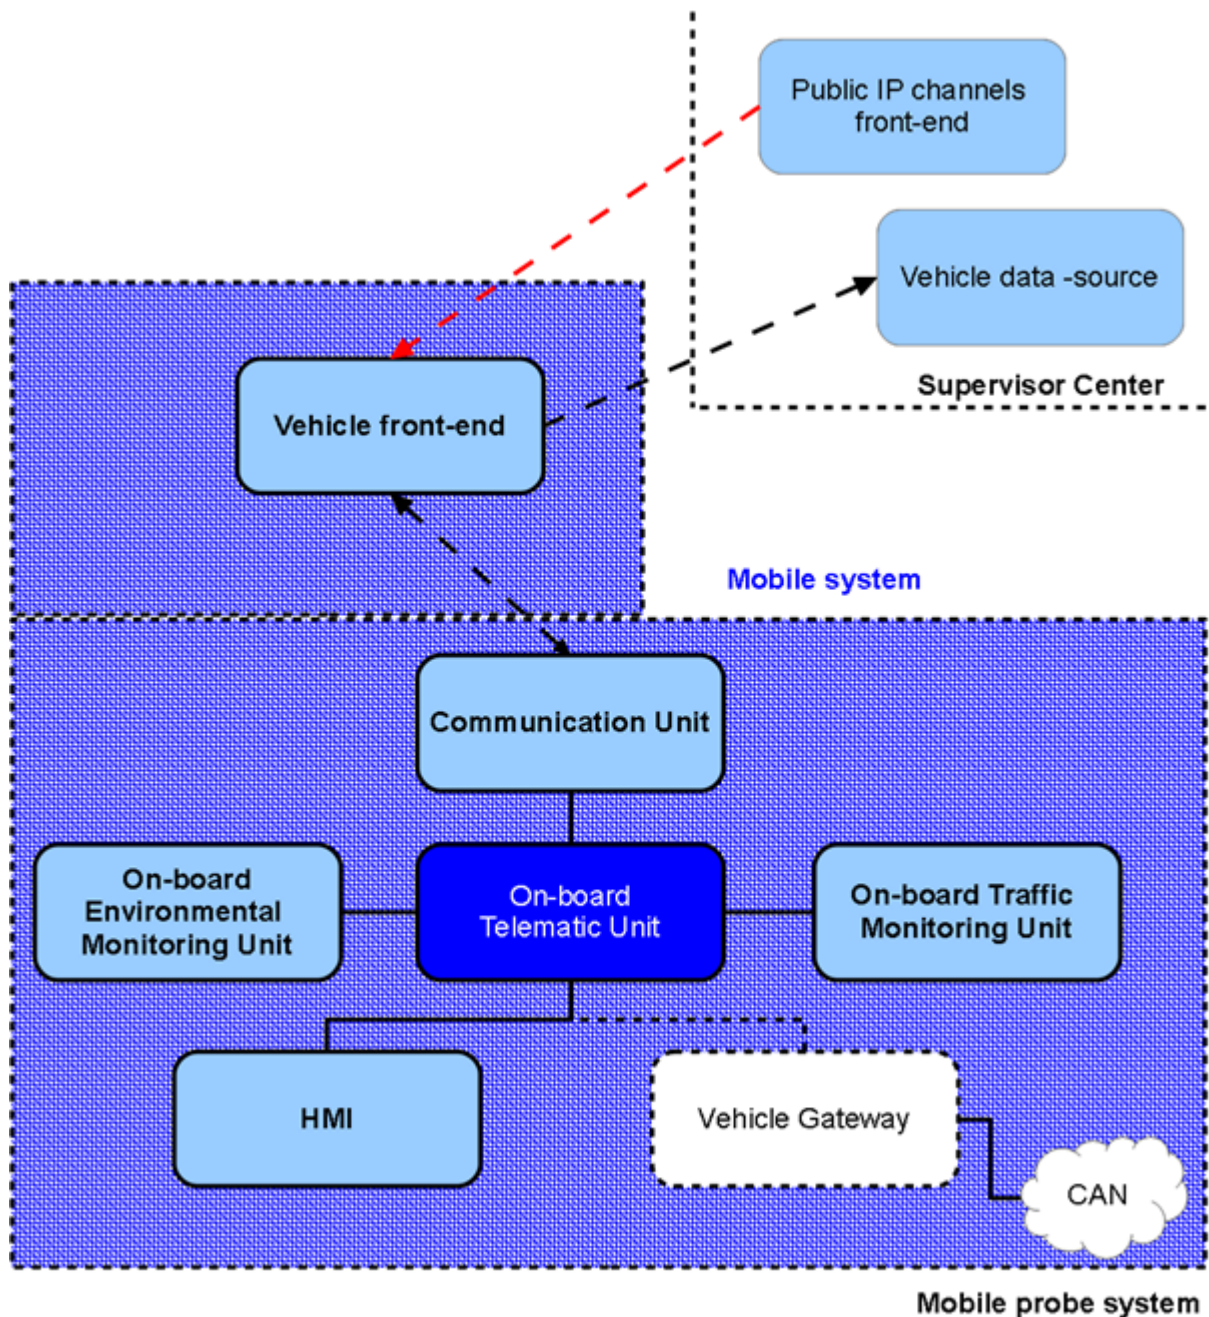 Public IP channels
front-end
Vehicle data -source
Supervisor Center
Vehicle front-end
Mobile system
Communication Unit
On-board
Environmental
Monitoring Unit
On-board
Telematic Unit
On-board Traffic
Monitoring Unit
HMI
Vehicle Gateway
CAN
Mobile probe system